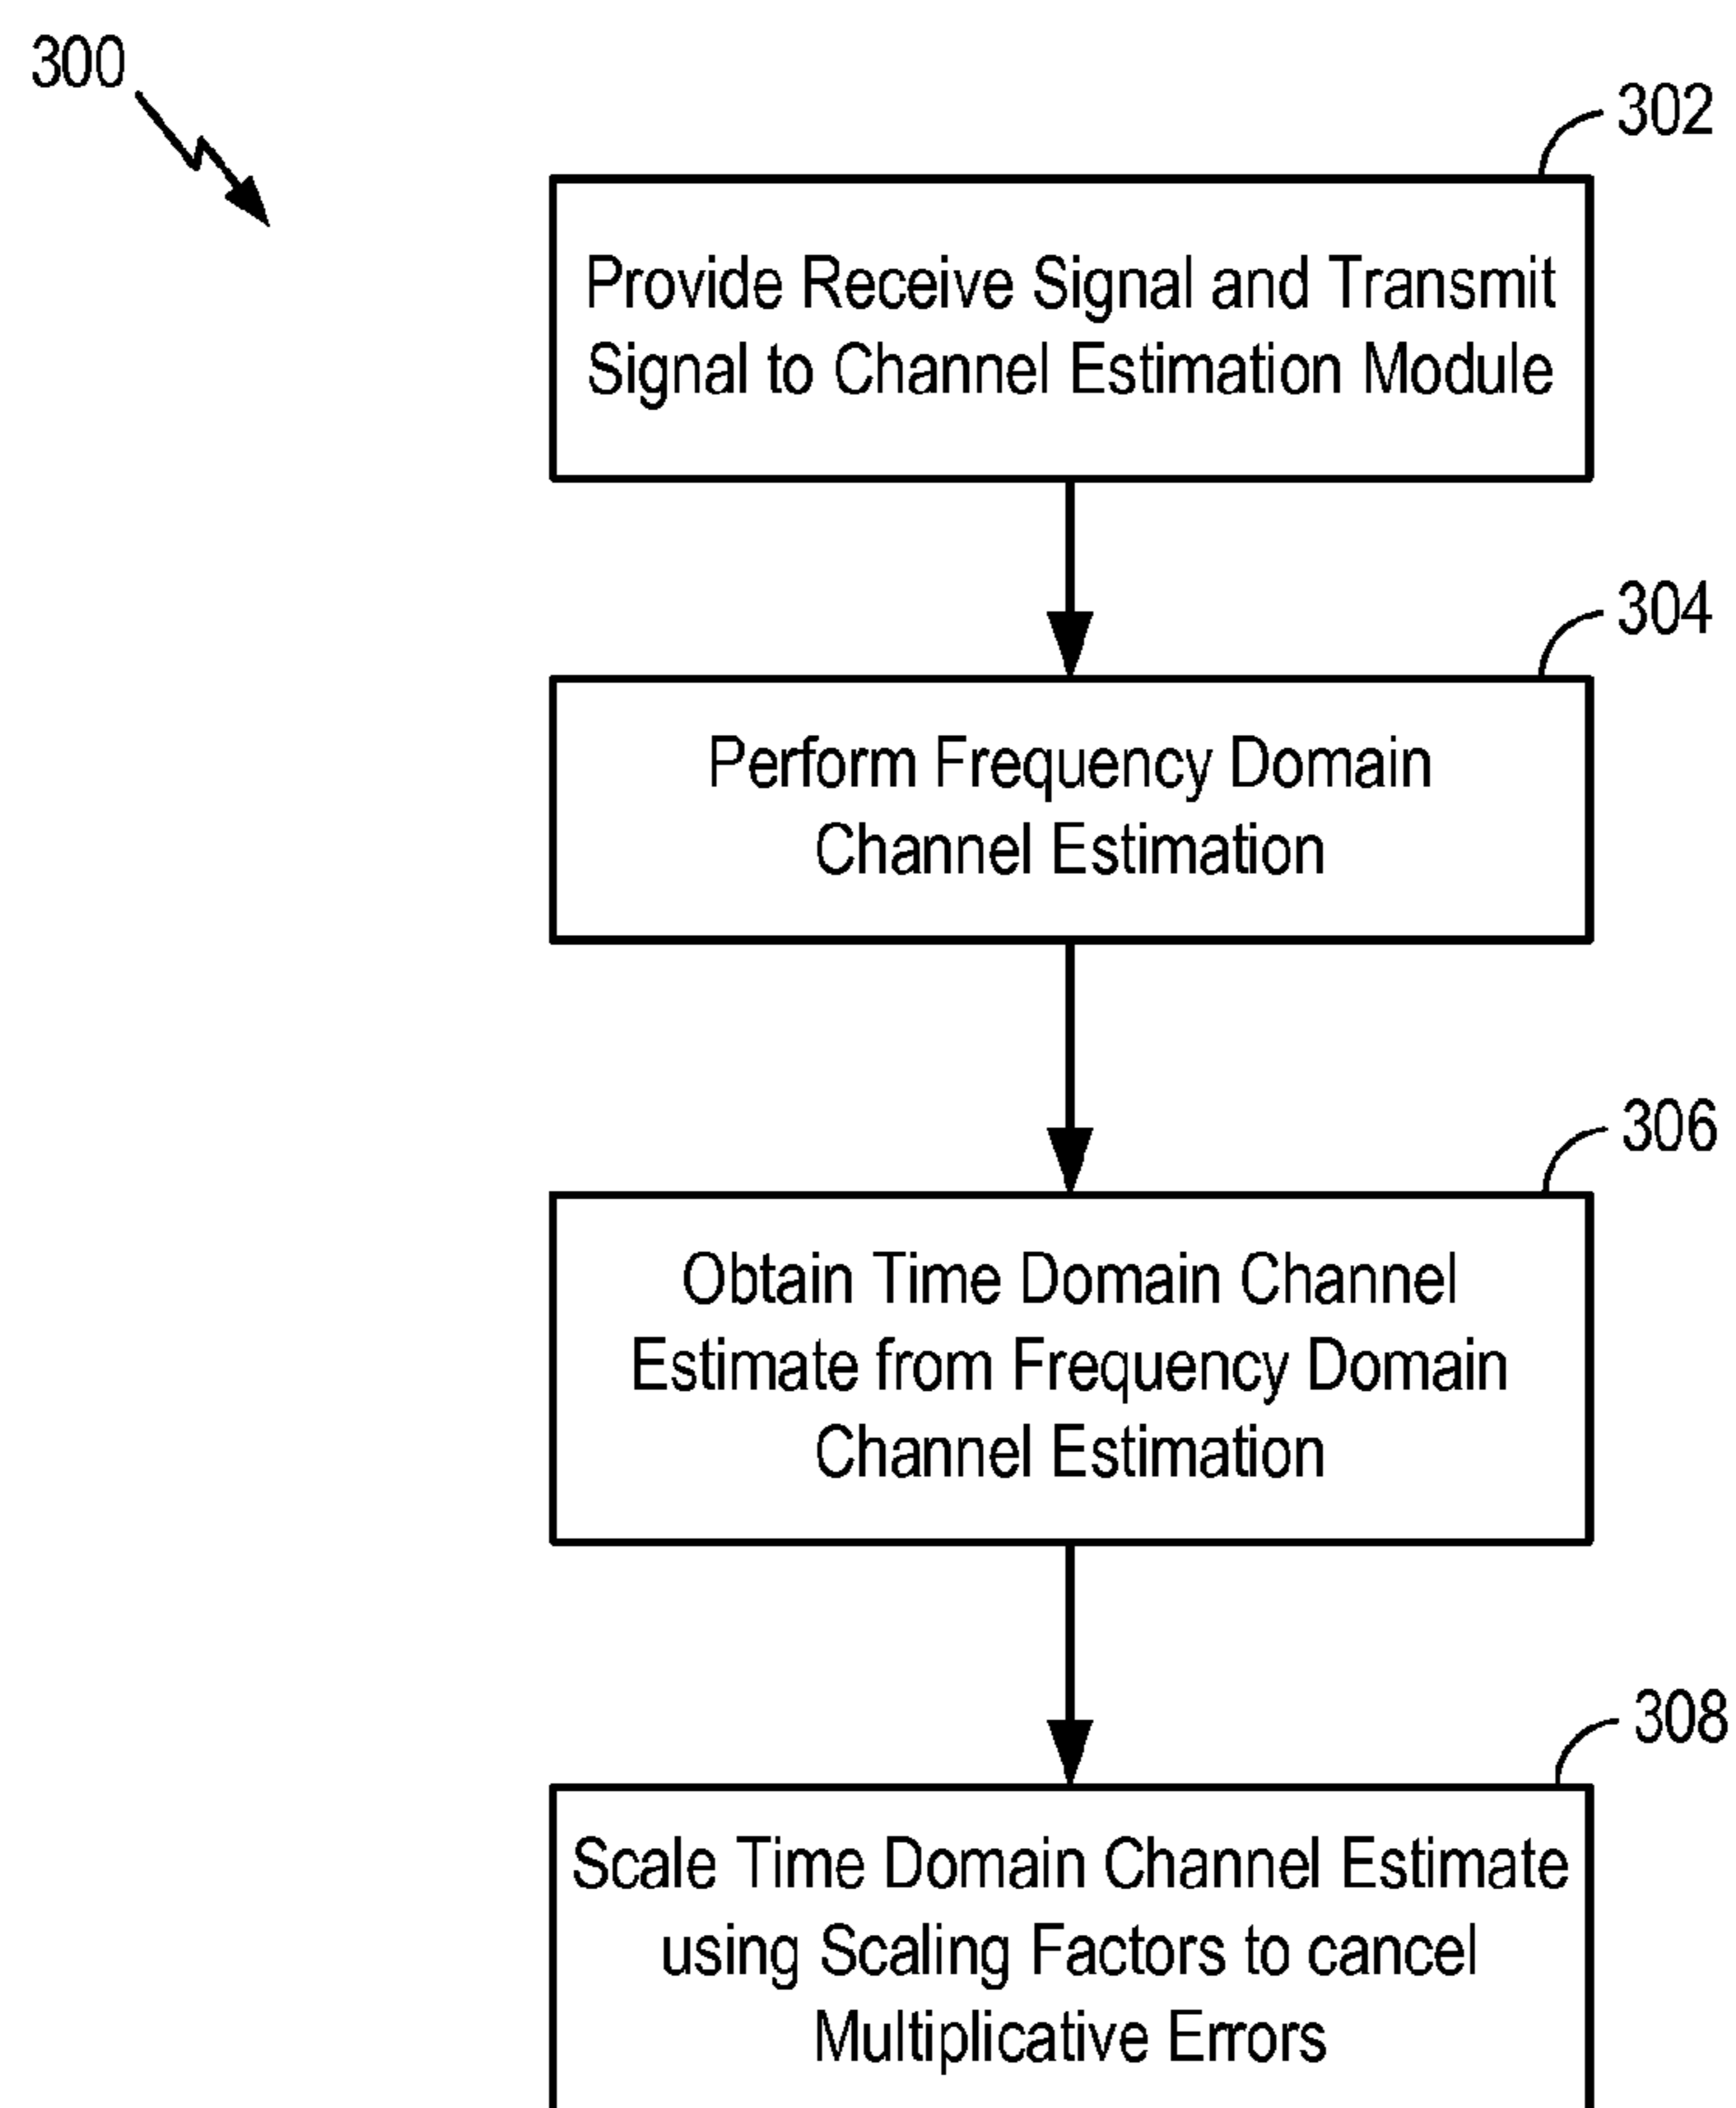 300
302
Provide Receive Signal and Transmit
Signal to Channel Estimation Module
304
Perform Frequency Domain
Channel Estimation
306
Obtain Time Domain Channel
Estimate from Frequency Domain
Channel Estimation
308
Scale Time Domain Channel Estimate
using Scaling Factors to cancel
Multiplicative Errors